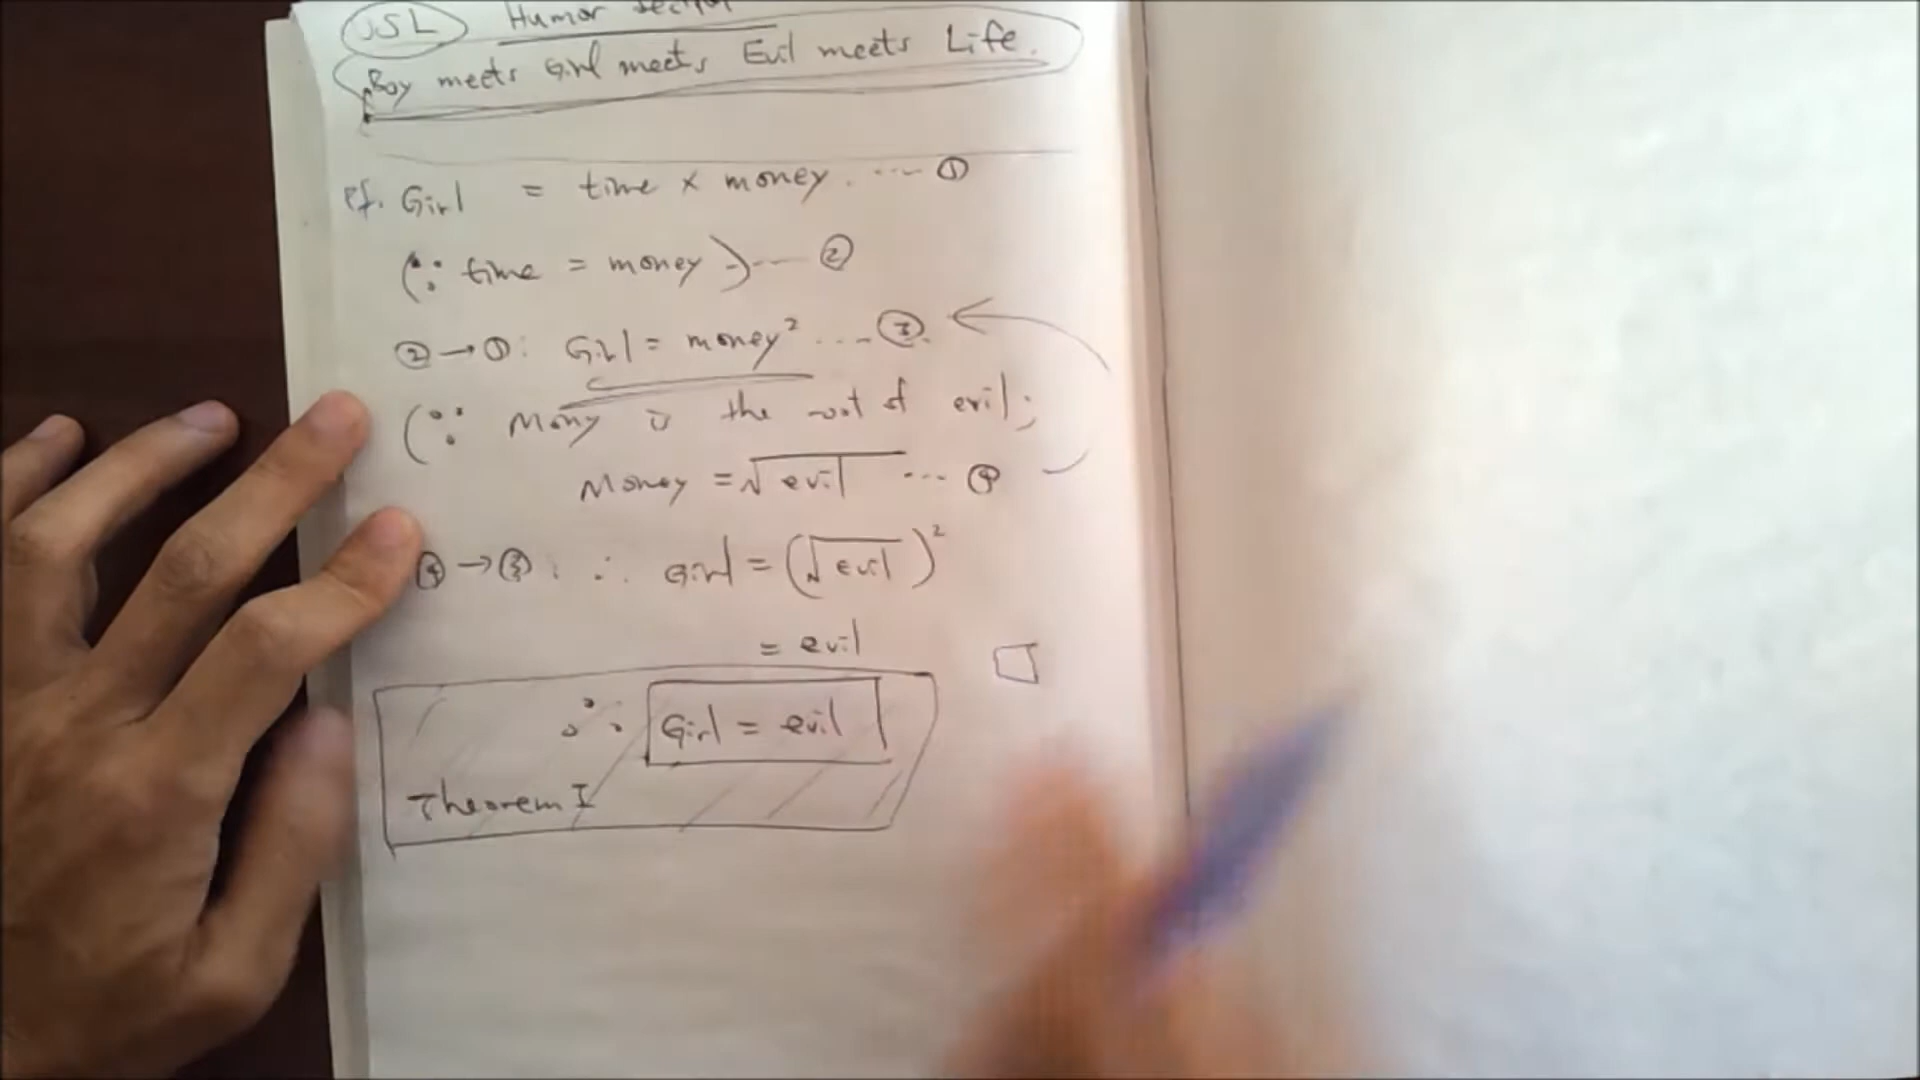 JSL Humor Section
Boy meets Girl meets Evil meets Life.
Pf. Girl = time × money. ---- ①
(∵ time = money) ---- ②
② → ①: Girl = money² .... ③
(∵ Mony is the root of evil;
Money = √evil ... ④
④ → ③: ∴ Girl = (√evil)²
= evil □
∴ Girl = evil
Theorem I